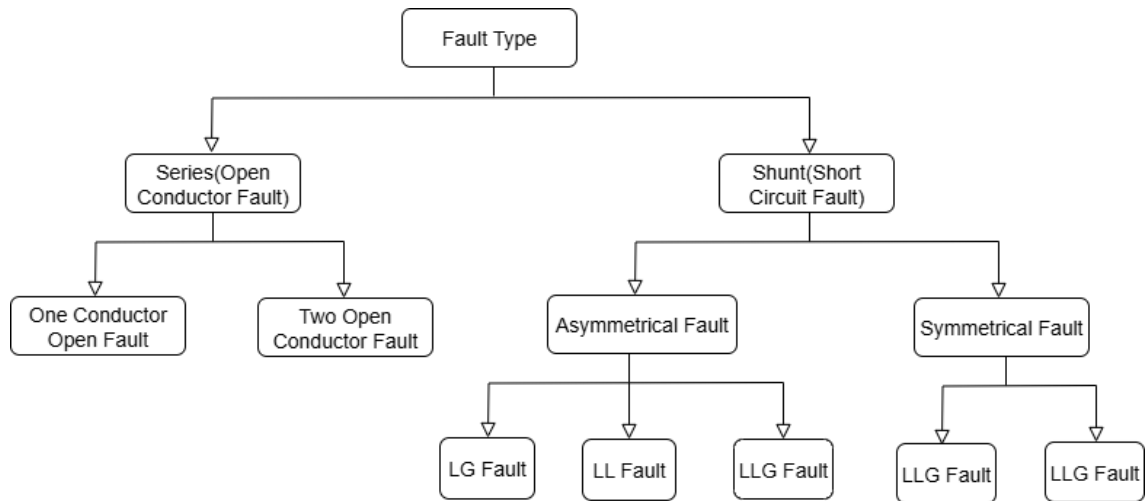 Fault Type
Series(Open
Conductor Fault)
Shunt(Short
Circuit Fault)
One Conductor
Open Fault
Two Open
Conductor Fault
Asymmetrical Fault
Symmetrical Fault
LG Fault
LL Fault
LLG Fault
LLG Fault
LLG Fault